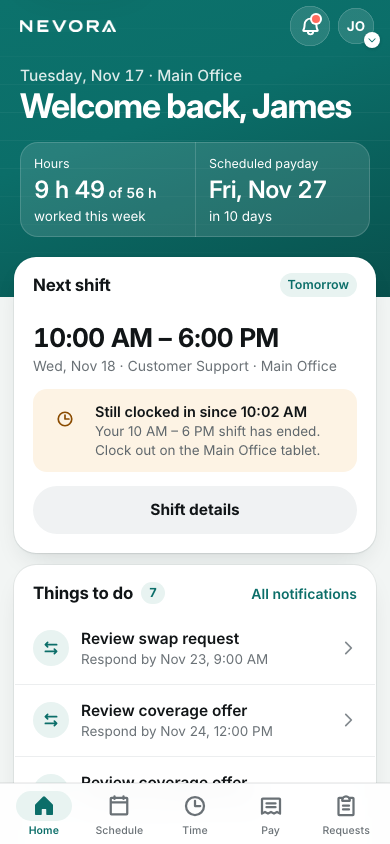 NEVORA
JO
Tuesday, Nov 17 · Main Office
Welcome back, James
Hours
9 h 49 of 56 h
worked this week
Scheduled payday
Fri, Nov 27
in 10 days
Next shift
Tomorrow
10:00 AM – 6:00 PM
Wed, Nov 18 · Customer Support · Main Office
Still clocked in since 10:02 AM
Your 10 AM – 6 PM shift has ended.
Clock out on the Main Office tablet.
Shift details
Things to do 7
All notifications
Review swap request
Respond by Nov 23, 9:00 AM
Review coverage offer
Respond by Nov 24, 12:00 PM
Review coverage offer
Home
Schedule
Time
Pay
Requests